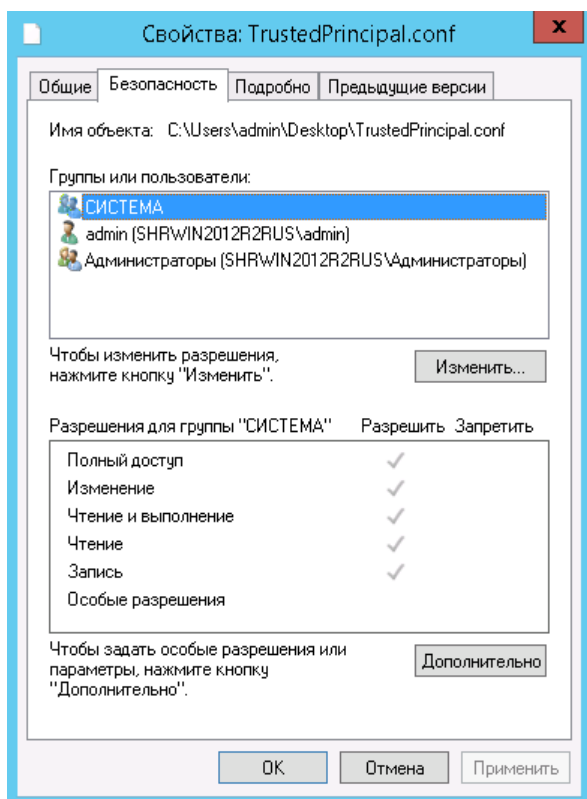 Свойства: TrustedPrincipal.conf
x
Общие Безопасность Подробно Предыдущие версии
Имя объекта: C:\Users\admin\Desktop\TrustedPrincipal.conf
Группы или пользователи:
СИСТЕМА
admin (SHRWIN2012R2RUS\admin)
Администраторы (SHRWIN2012R2RUS\Администраторы)
Чтобы изменить разрешения,
нажмите кнопку "Изменить".
Изменить...
Разрешения для группы "СИСТЕМА" Разрешить Запретить
Полный доступ
Изменение
Чтение и выполнение
Чтение
Запись
Особые разрешения
Чтобы задать особые разрешения или
параметры, нажмите кнопку
"Дополнительно".
Дополнительно
OK Отмена Применить